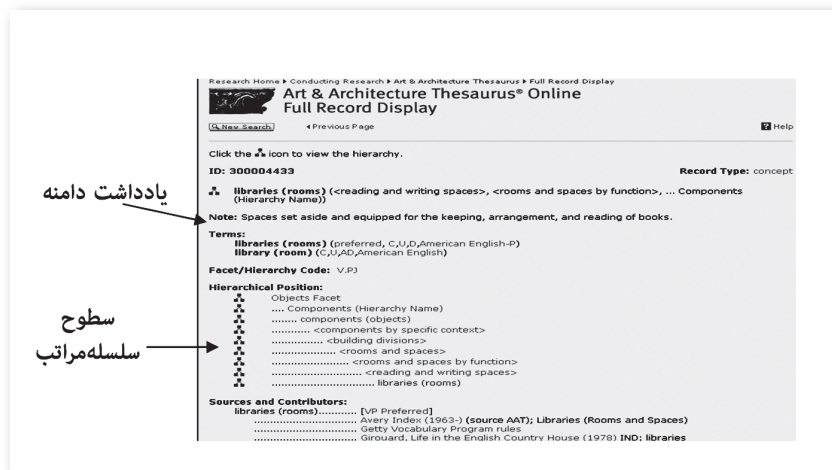 Research Home ▶ Conducting Research ▶ Art & Architecture Thesaurus ▶ Full Record Display
Art & Architecture Thesaurus® Online
Full Record Display
New Search
◀ Previous Page
? Help
Click the icon to view the hierarchy.
ID: 300004433
Record Type: concept
libraries (rooms) (<reading and writing spaces>, <rooms and spaces by function>, ... Components
(Hierarchy Name))
یادداشت دامنه
Note: Spaces set aside and equipped for the keeping, arrangement, and reading of books.
Terms:
libraries (rooms) (preferred, C,U,D,American English-P)
library (room) (C,U,AD,American English)
Facet/Hierarchy Code: V.PJ
Hierarchical Position:
Objects Facet
.... Components (Hierarchy Name)
........ components (objects)
............ <components by specific context>
................ <building divisions>
.................... <rooms and spaces>
........................ <rooms and spaces by function>
............................ <reading and writing spaces>
................................ libraries (rooms)
سطوح
سلسله‌مراتب
Sources and Contributors:
libraries (rooms)............ [VP Preferred]
................................ Avery Index (1963-) (source AAT); Libraries (Rooms and Spaces)
................................ Getty Vocabulary Program rules
................................ Girouard, Life in the English Country House (1978) IND; libraries